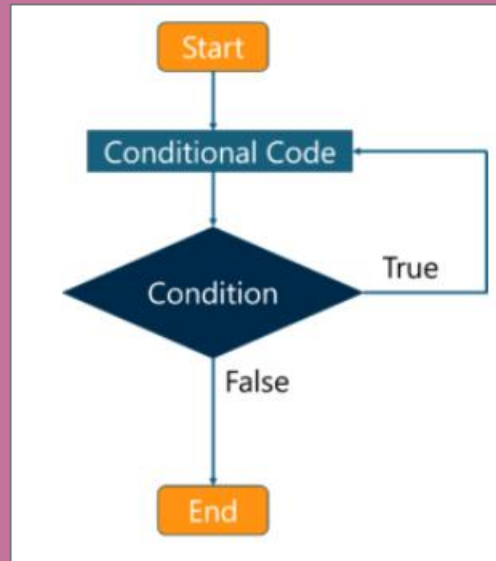 Start
Conditional Code
Condition
True
False
End